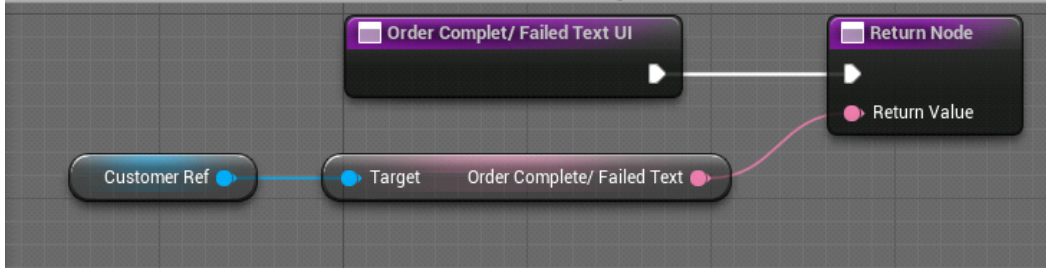 Order Complet/ Failed Text UI
Return Node
Return Value
Customer Ref
Target
Order Complete/ Failed Text